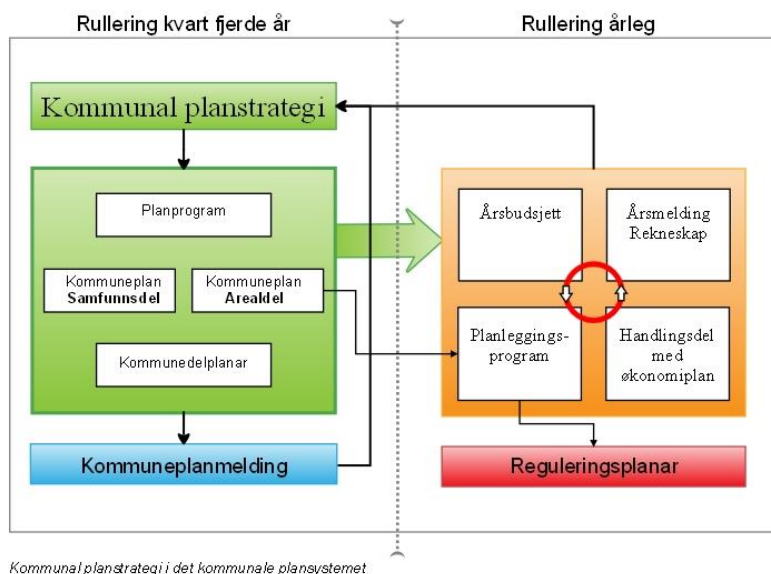 Rullering kvart fjerde år
Rullering årleg
Kommunal planstrategi
Planprogram
Kommuneplan
Samfunnsdel
Kommuneplan
Arealdel
Kommunedelplanar
Kommuneplanmelding
Årsbudsjett
Årsmelding
Rekneskap
Planleggings-
program
Handlingsdel
med
økonomiplan
Reguleringsplanar
Kommunal planstrategi i det kommunale plansystemet